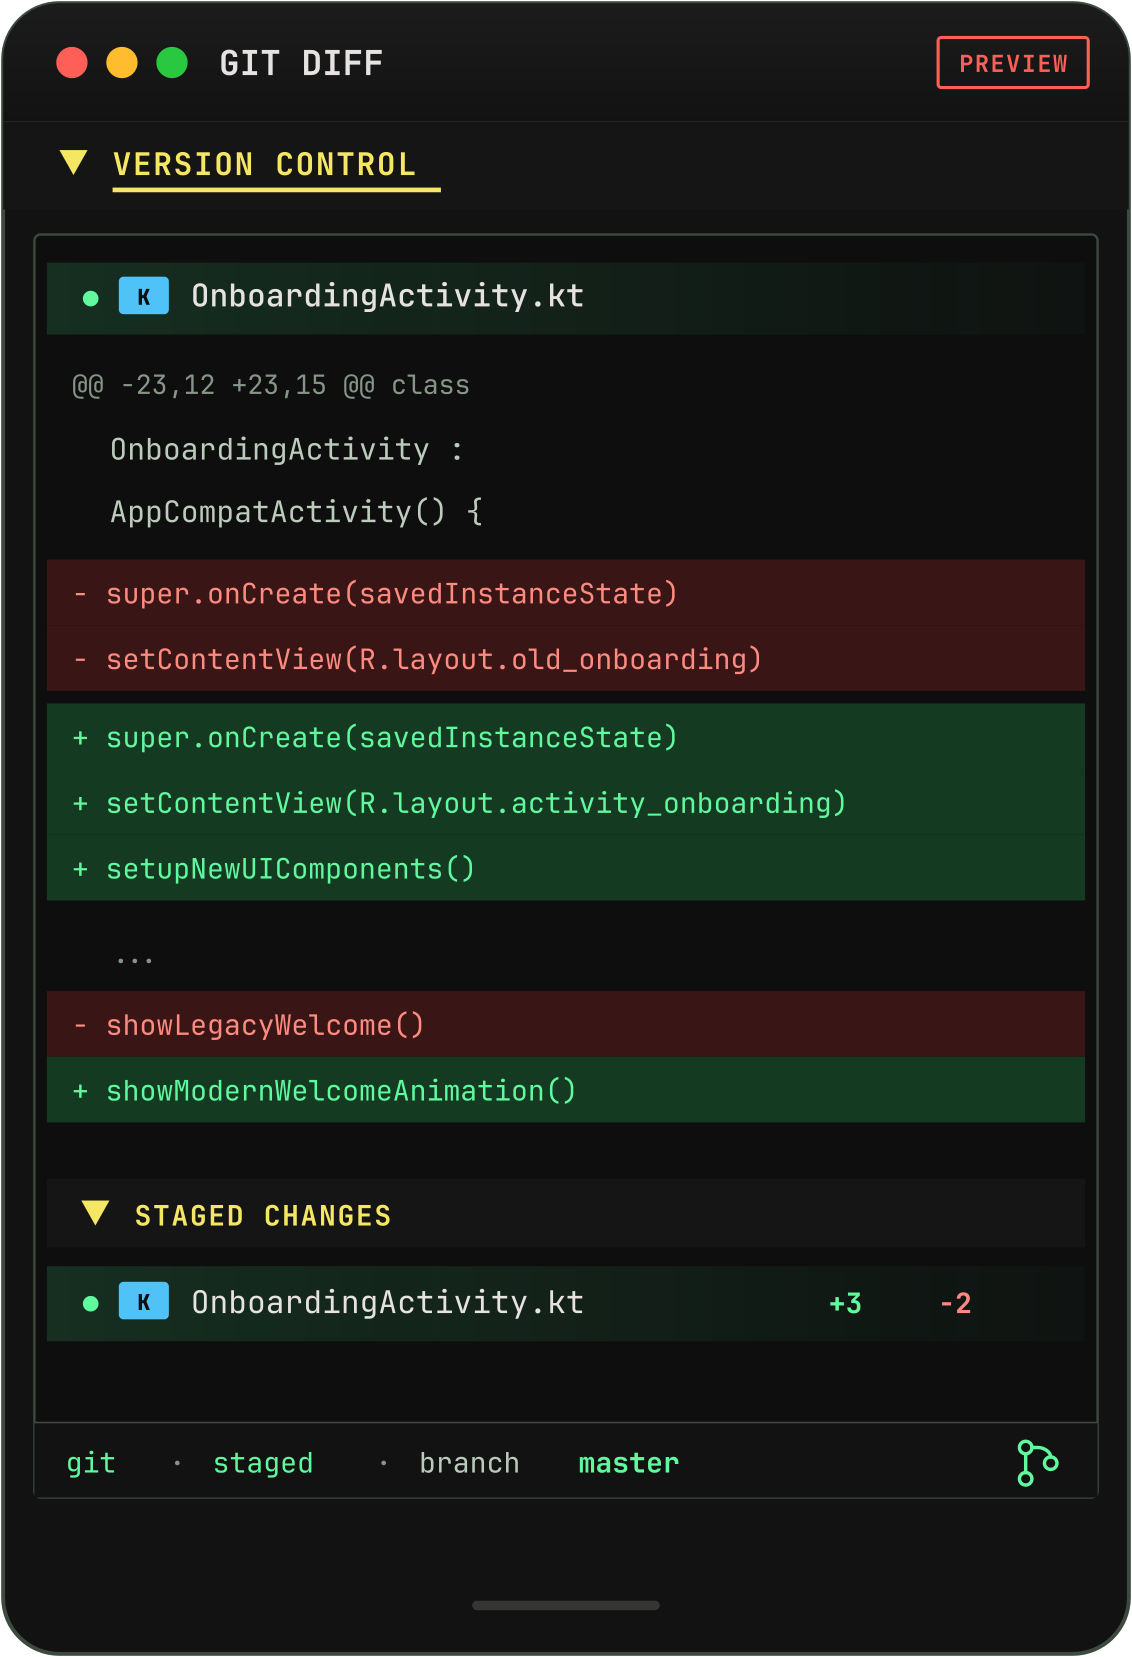 GIT DIFF PREVIEW
▼ VERSION CONTROL
K OnboardingActivity.kt
@@ -23,12 +23,15 @@ class
OnboardingActivity :
AppCompatActivity() {
- super.onCreate(savedInstanceState)
- setContentView(R.layout.old_onboarding)
+ super.onCreate(savedInstanceState)
+ setContentView(R.layout.activity_onboarding)
+ setupNewUIComponents()
...
- showLegacyWelcome()
+ showModernWelcomeAnimation()
▼ STAGED CHANGES
K OnboardingActivity.kt +3 -2
git · staged · branch master